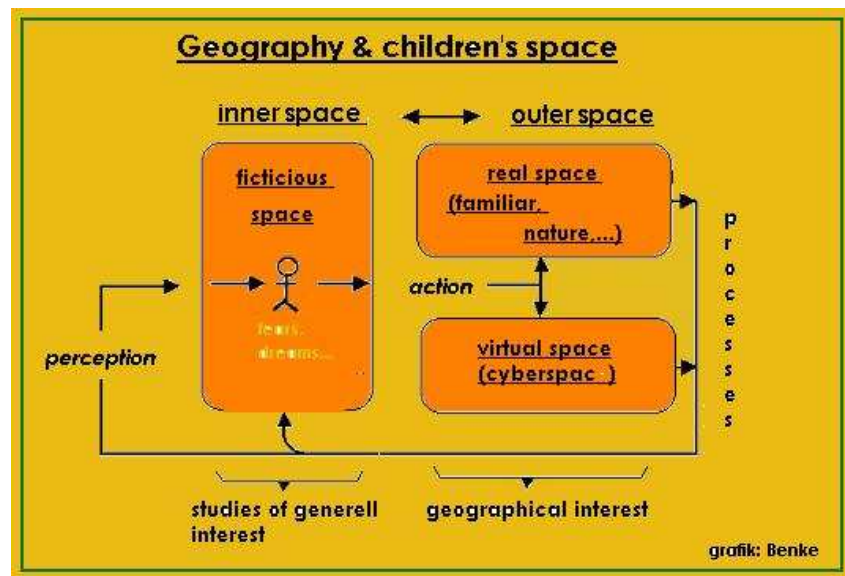 Geography & children's space
inner space
outer space
ficticious
space
fears,
dreams...
real space
(familiar,
nature,...)
action
virtual space
(cyberspac )
perception
processes
studies of generell
interest
geographical interest
grafik: Benke